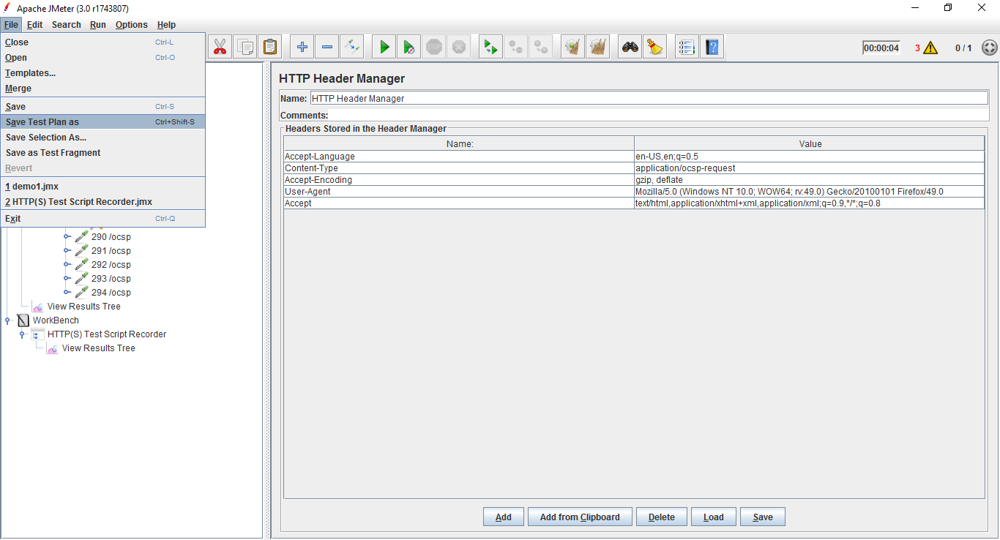 Apache JMeter (3.0 r1743807)
File Edit Search Run Options Help
Close Ctrl-L
Open Ctrl-O
Templates...
Merge
Save Ctrl-S
Save Test Plan as Ctrl+Shift-S
Save Selection As...
Save as Test Fragment
Revert
1 demo1.jmx
2 HTTP(S) Test Script Recorder.jmx
Exit Ctrl-Q
290 /ocsp
291 /ocsp
292 /ocsp
293 /ocsp
294 /ocsp
View Results Tree
WorkBench
HTTP(S) Test Script Recorder
View Results Tree
STOP
00:00:04 3 0 / 1
HTTP Header Manager
Name: HTTP Header Manager
Comments:
Headers Stored in the Header Manager
Name: Value
Accept-Language en-US,en;q=0.5
Content-Type application/ocsp-request
Accept-Encoding gzip, deflate
User-Agent Mozilla/5.0 (Windows NT 10.0; WOW64; rv:49.0) Gecko/20100101 Firefox/49.0
Accept text/html,application/xhtml+xml,application/xml;q=0.9,*/*;q=0.8
Add Add from Clipboard Delete Load Save